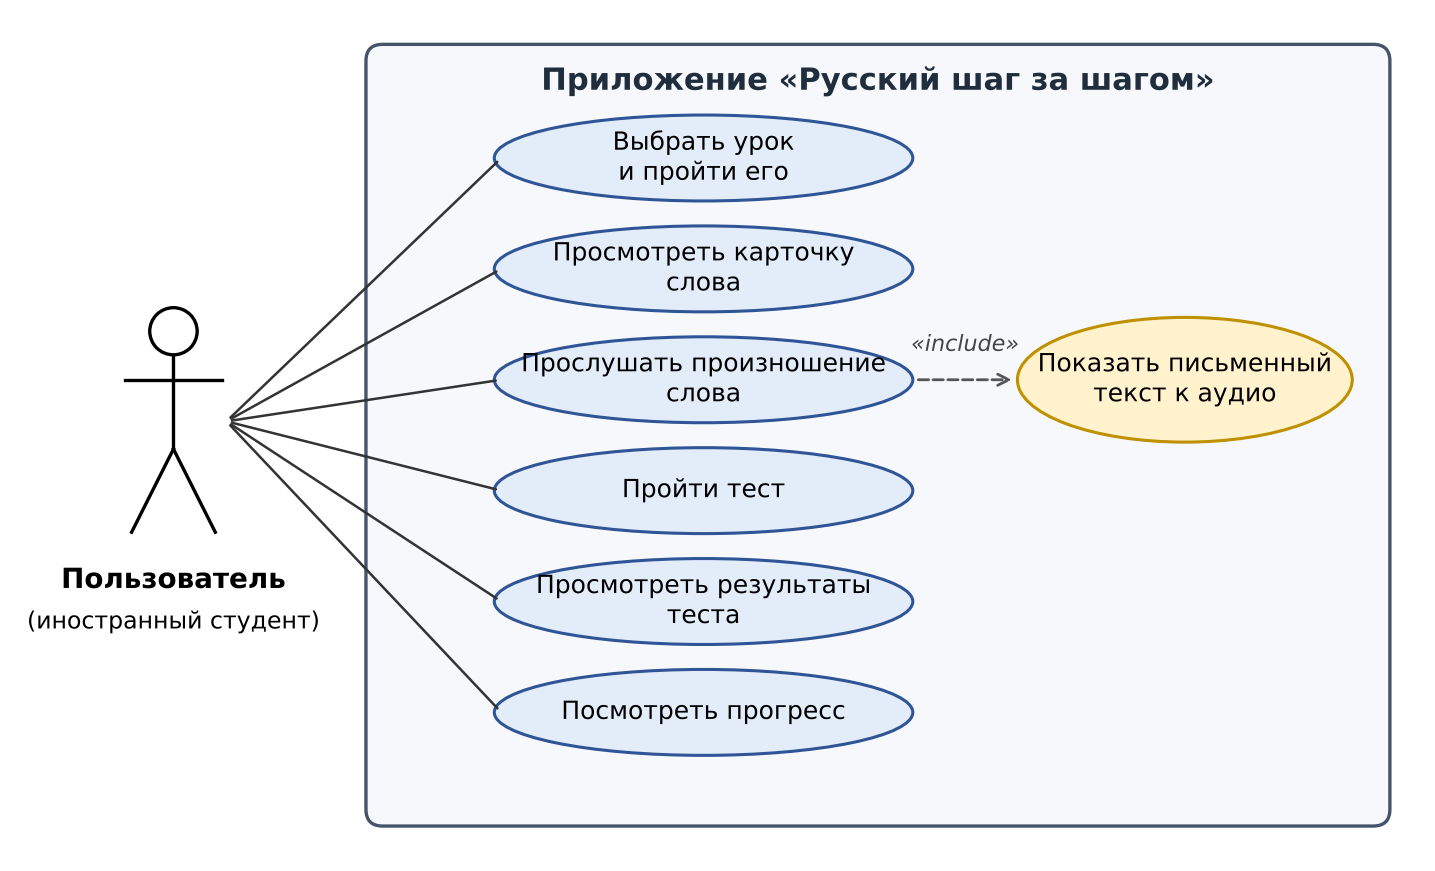 Приложение «Русский шаг за шагом»
Выбрать урок
и пройти его
Просмотреть карточку
слова
Прослушать произношение
слова
«include»
Показать письменный
текст к аудио
Пройти тест
Просмотреть результаты
теста
Посмотреть прогресс
Пользователь
(иностранный студент)